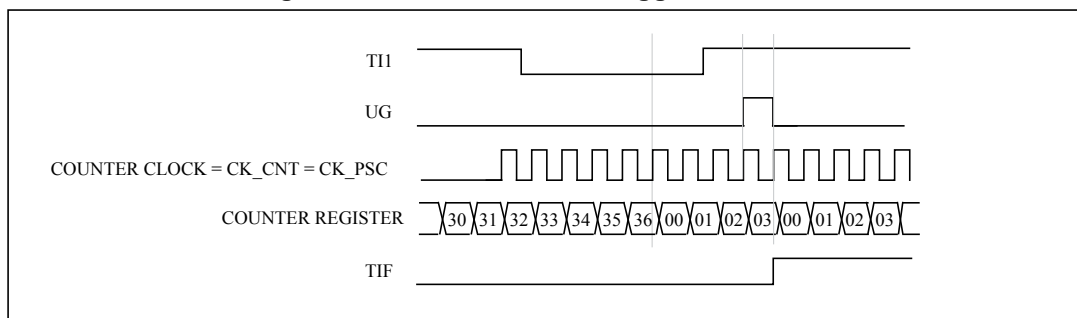 TI1
UG
COUNTER CLOCK = CK_CNT = CK_PSC
COUNTER REGISTER 30 31 32 33 34 35 36 00 01 02 03 00 01 02 03
TIF